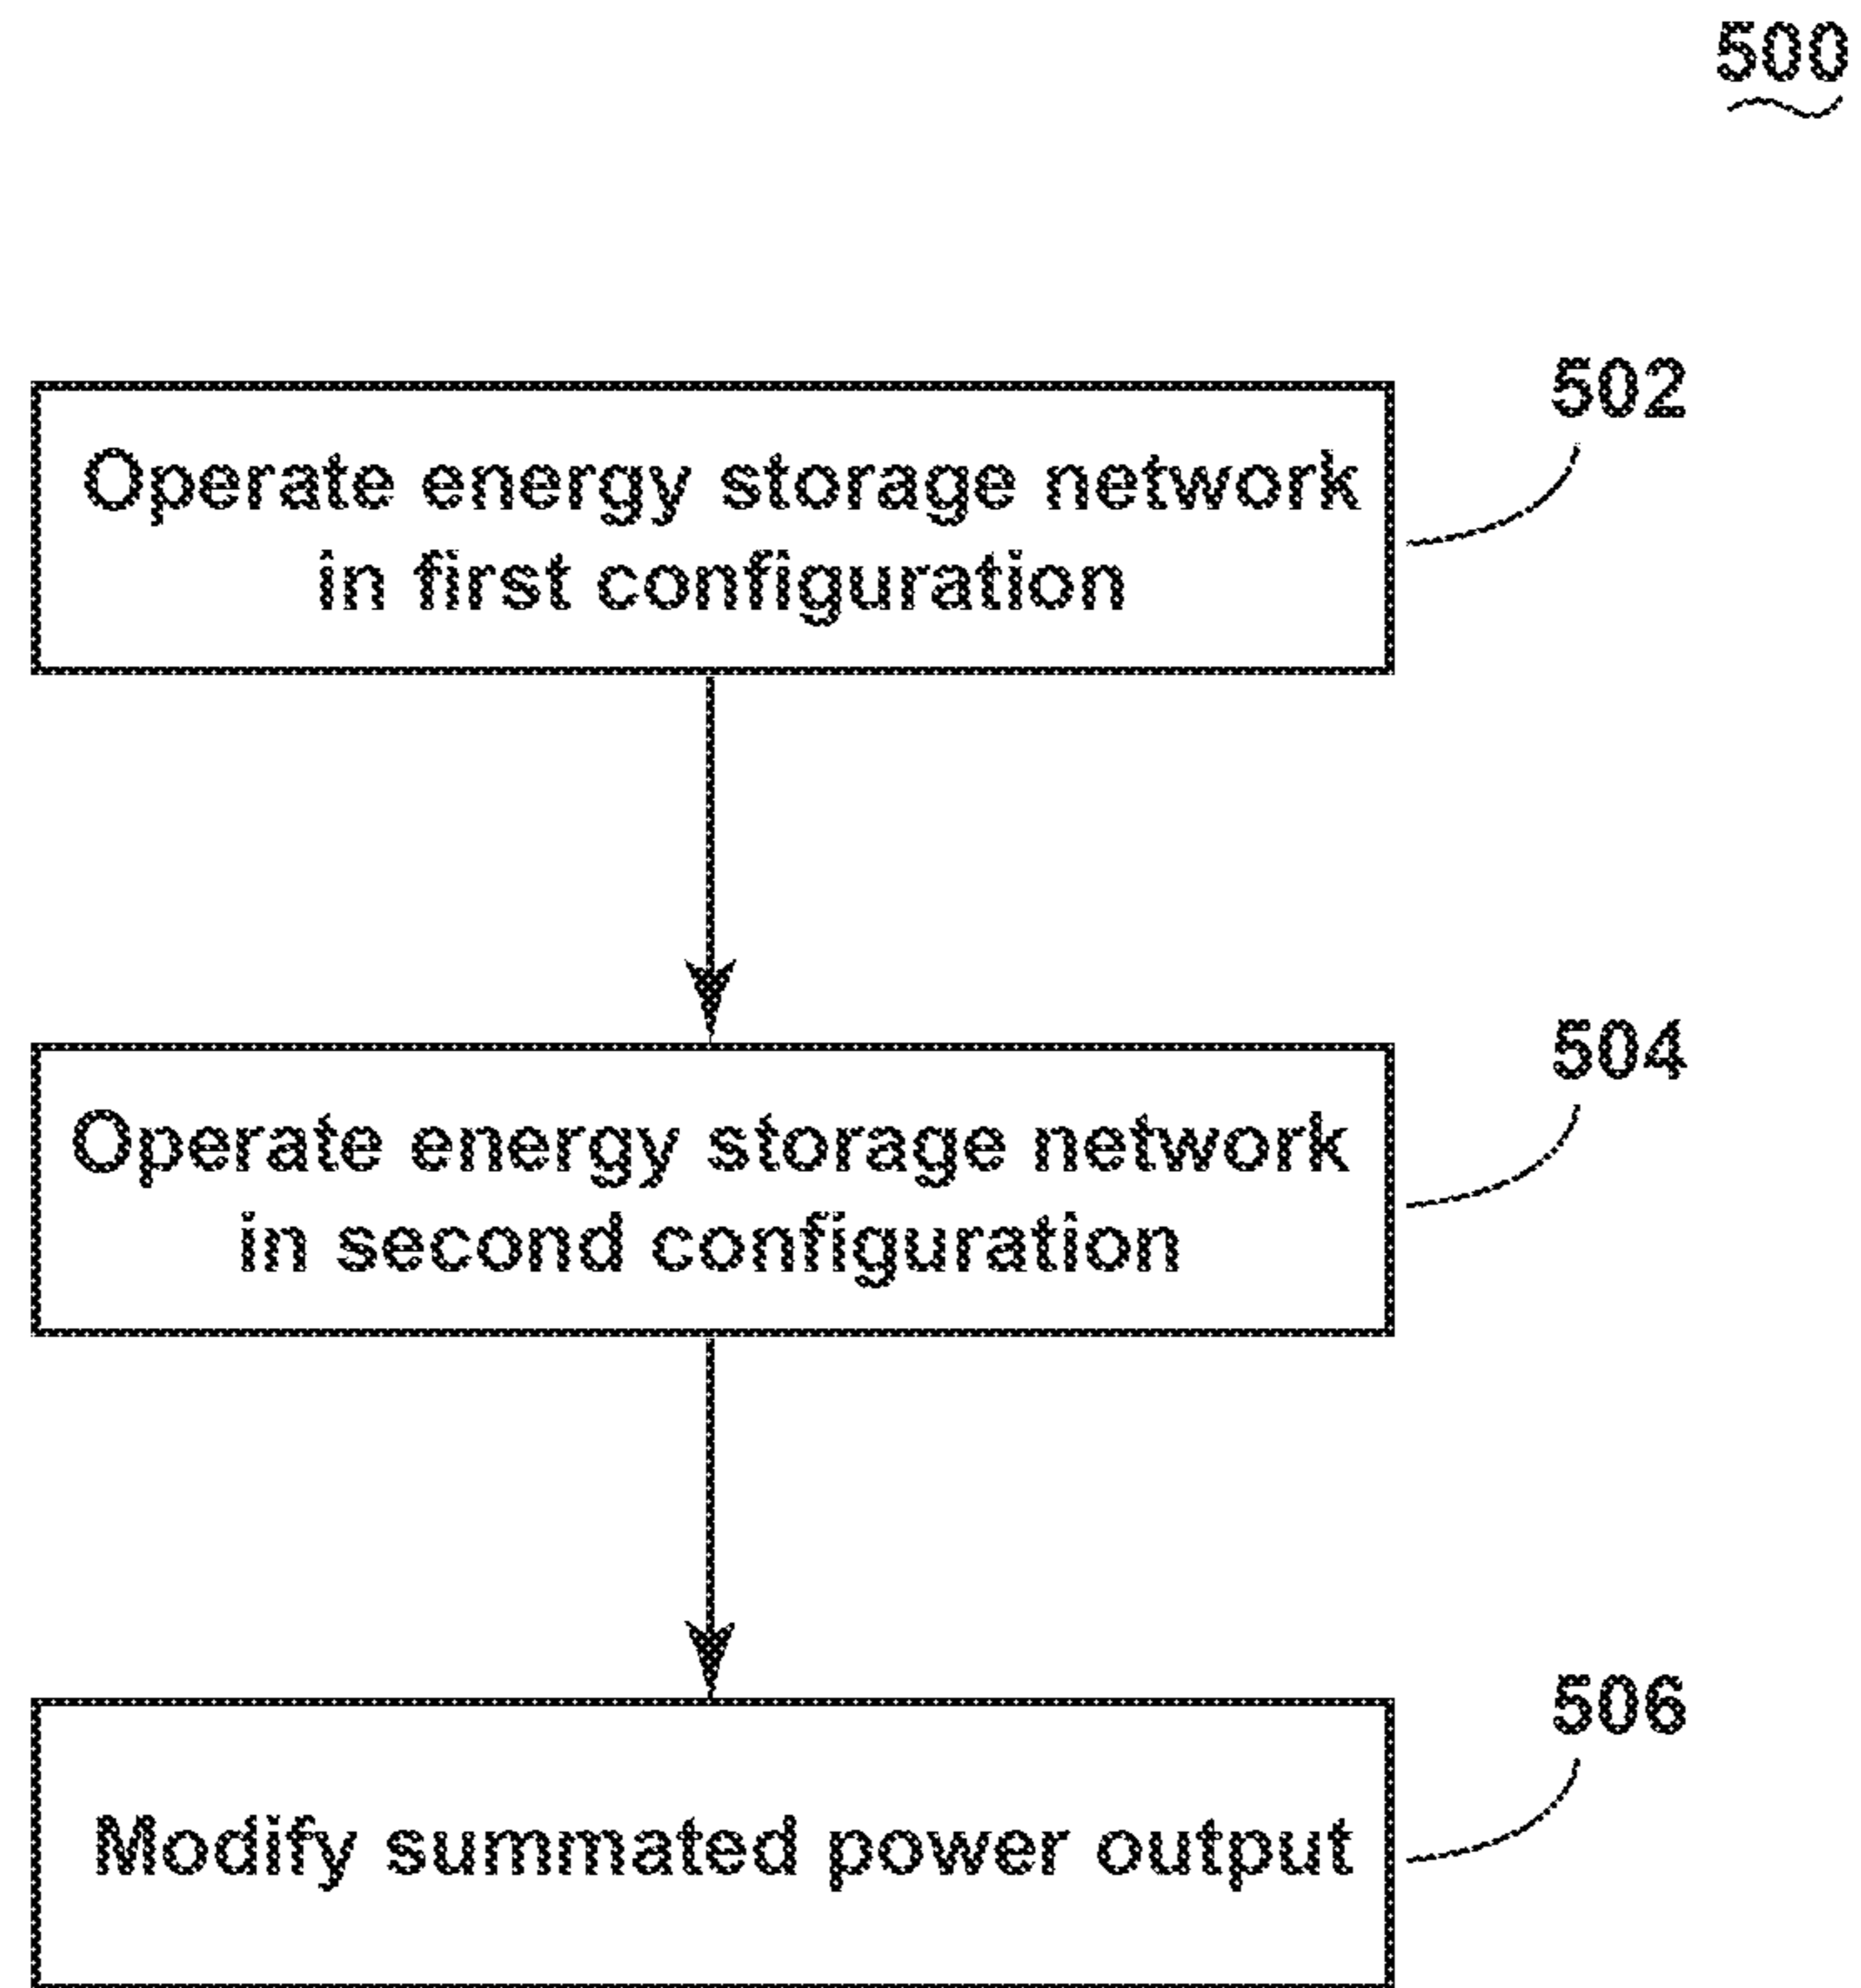 500
502
Operate energy storage network
in first configuration
504
Operate energy storage network
in second configuration
506
Modify summated power output